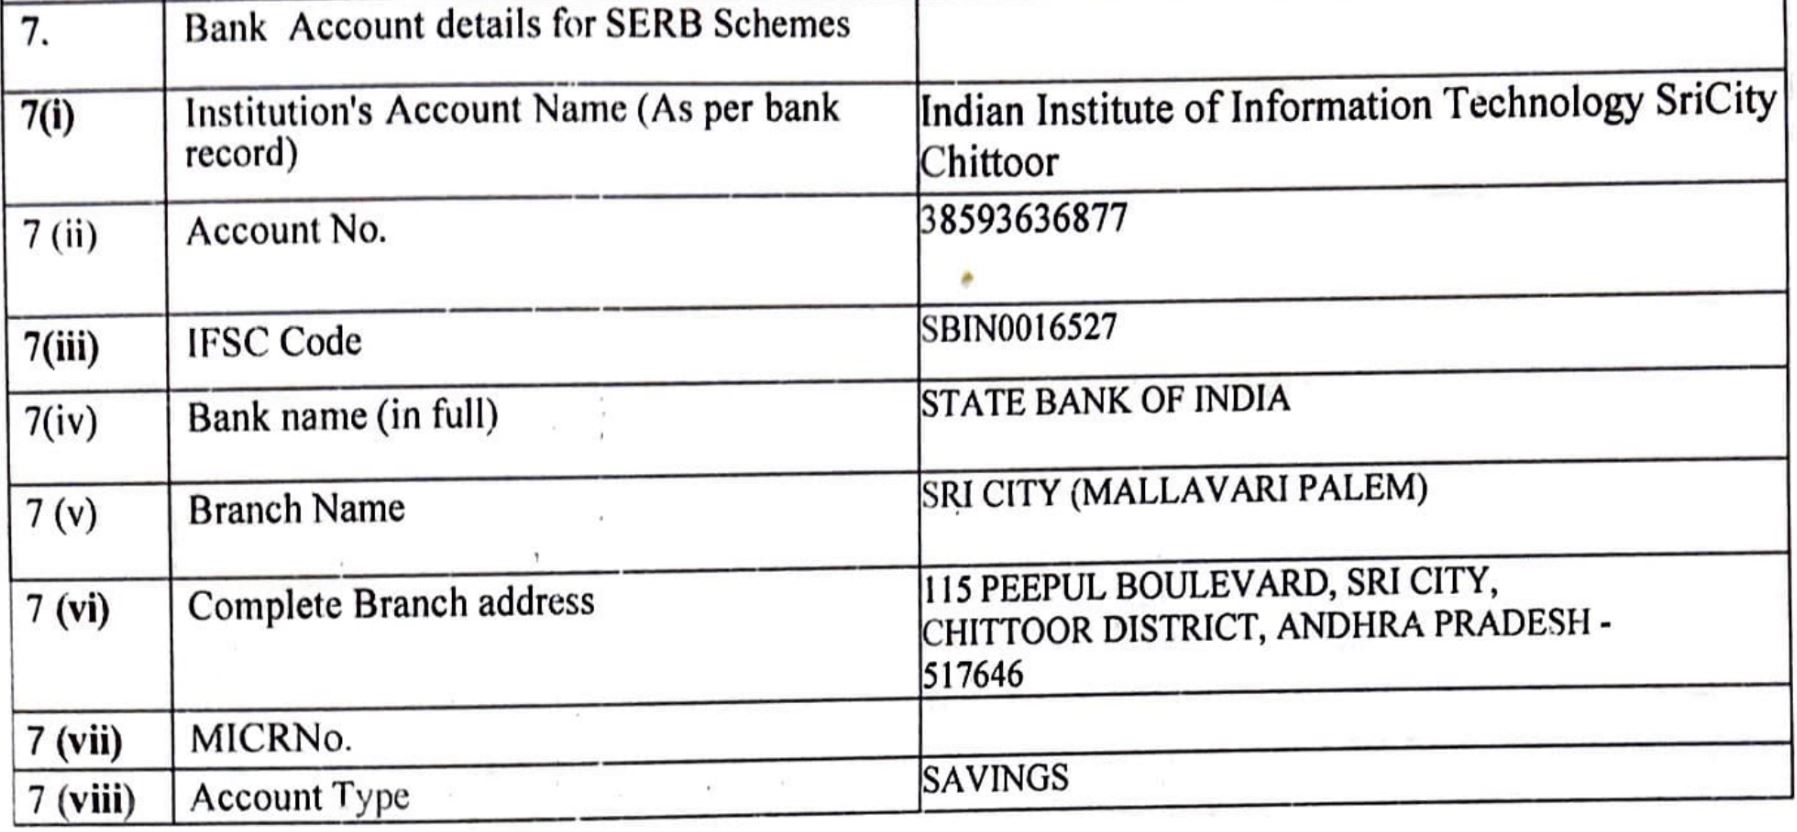 7. Bank Account details for SERB Schemes
7(i) Institution's Account Name (As per bank Indian Institute of Information Technology SriCity
record) Chittoor
7 (ii) Account No. 38593636877
7(iii) IFSC Code SBIN0016527
7(iv) Bank name (in full) STATE BANK OF INDIA
7 (v) Branch Name SRI CITY (MALLAVARI PALEM)
7 (vi) Complete Branch address 115 PEEPUL BOULEVARD, SRI CITY,
CHITTOOR DISTRICT, ANDHRA PRADESH -
517646
7 (vii) MICRNo.
7 (viii) Account Type SAVINGS